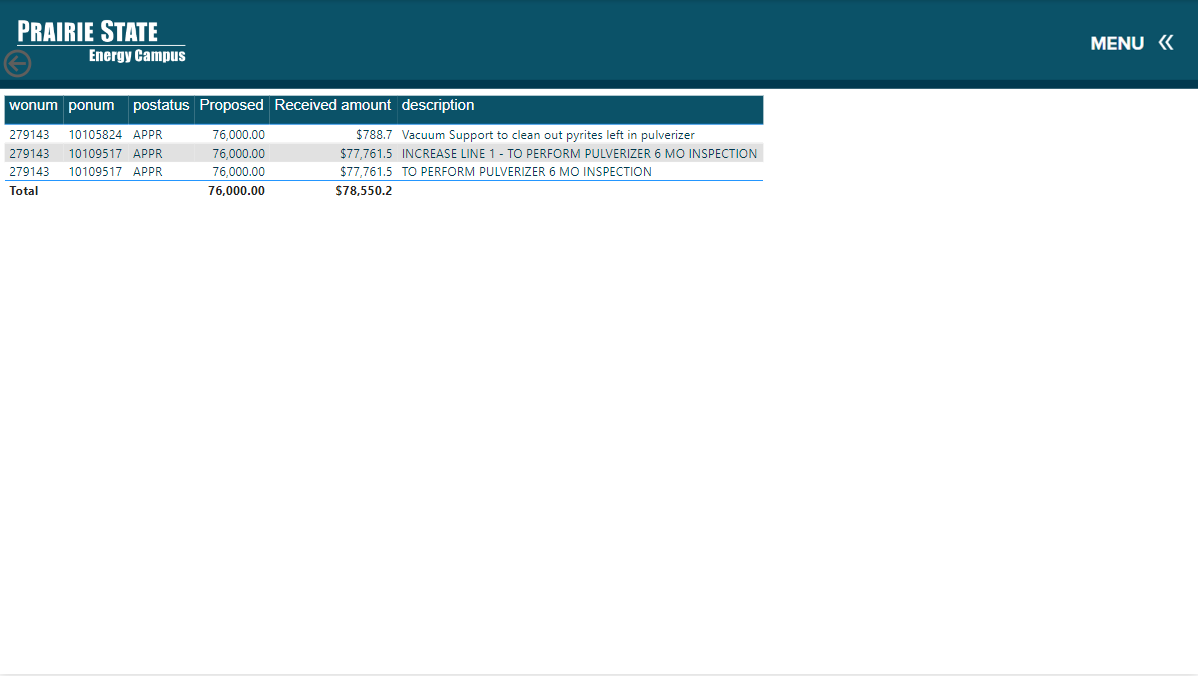 PRAIRIE STATE
Energy Campus
MENU
wonum ponum postatus Proposed Received amount description
279143 10105824 APPR 76,000.00 $788.7 Vacuum Support to clean out pyrites left in pulverizer
279143 10109517 APPR 76,000.00 $77,761.5 INCREASE LINE 1 - TO PERFORM PULVERIZER 6 MO INSPECTION
279143 10109517 APPR 76,000.00 $77,761.5 TO PERFORM PULVERIZER 6 MO INSPECTION
Total 76,000.00 $78,550.2